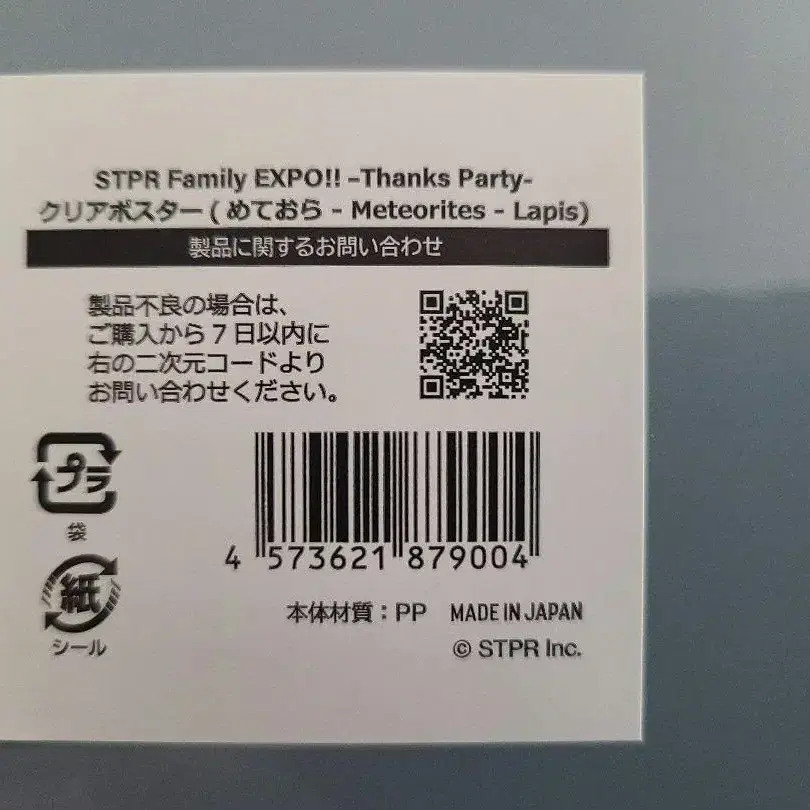 STPR Family EXPO!! –Thanks Party-
クリアポスター ( めておら - Meteorites - Lapis)
製品に関するお問い合わせ
製品不良の場合は、
ご購入から 7 日以内に
右の二次元コードより
お問い合わせください。
プラ
袋
4 573621 879004
紙
シール
本体材質：PP MADE IN JAPAN
© STPR Inc.